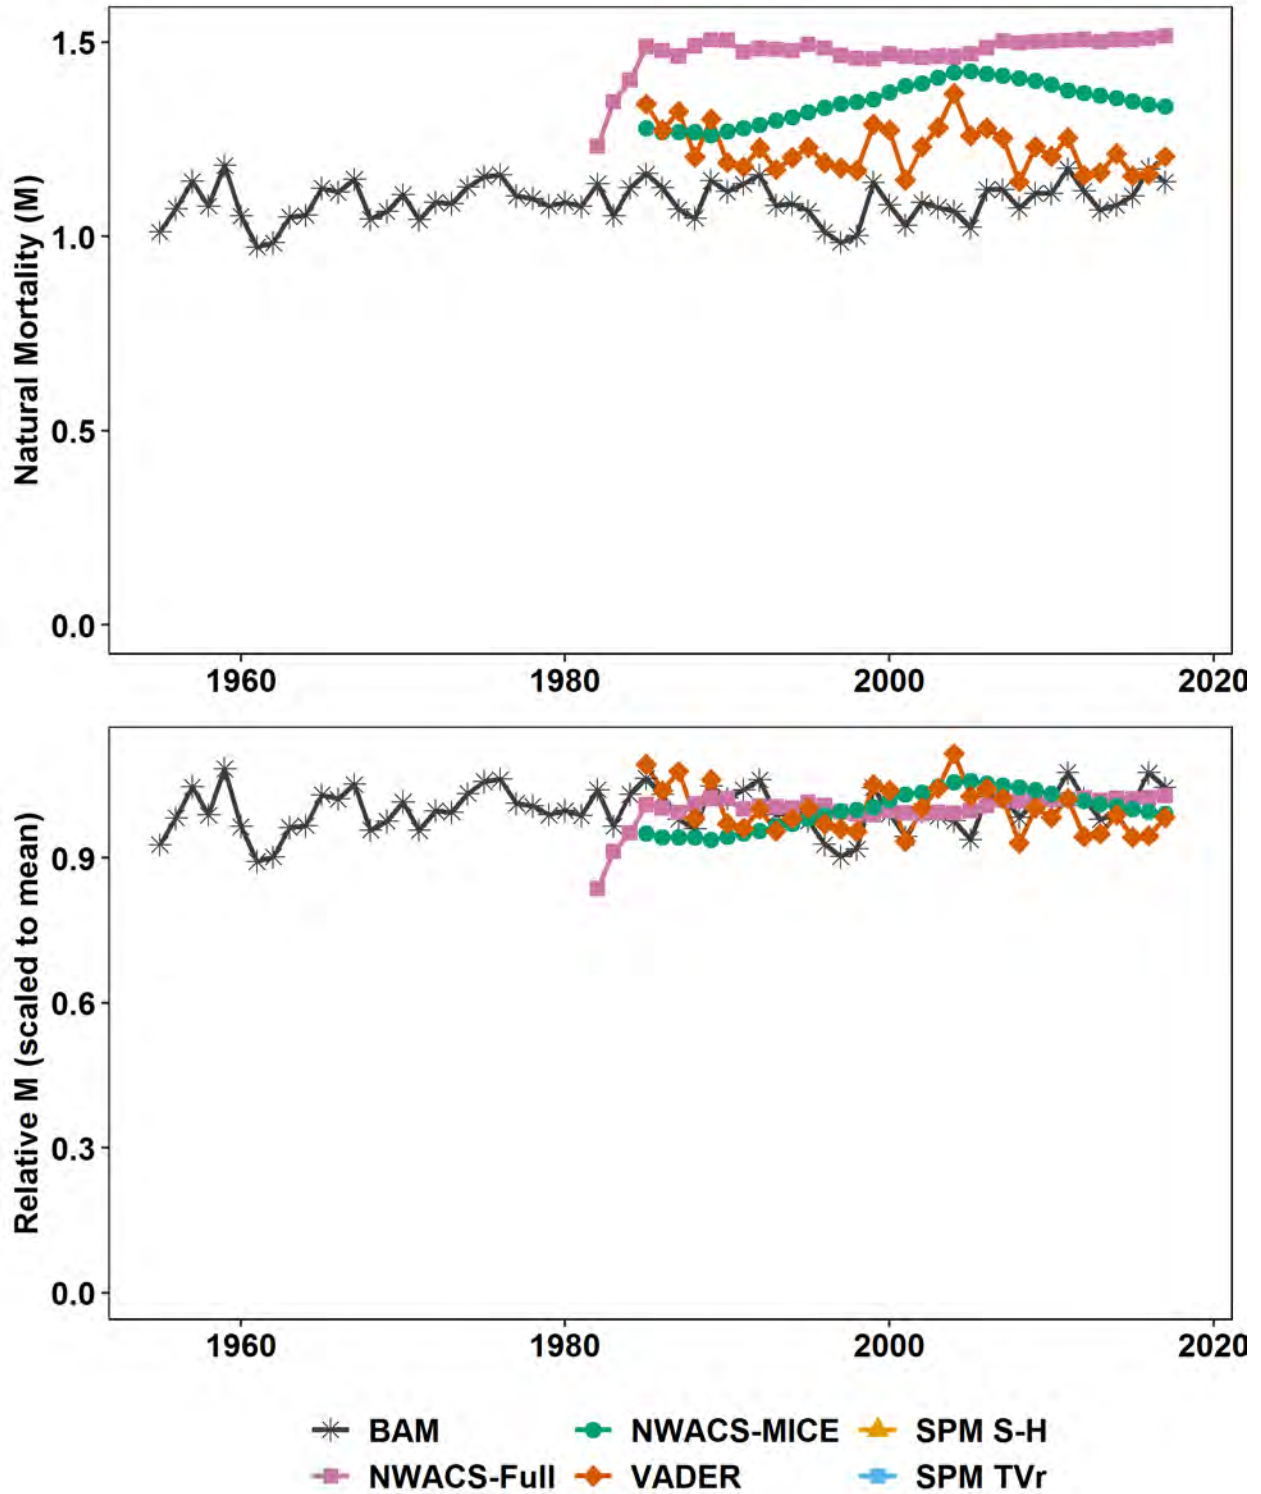 Natural Mortality (M)
1.5
1.0
0.5
0.0
1960 1980 2000 2020
Relative M (scaled to mean)
0.9
0.6
0.3
0.0
1960 1980 2000 2020
BAM NWACS-MICE SPM S-H
NWACS-Full VADER SPM TVr